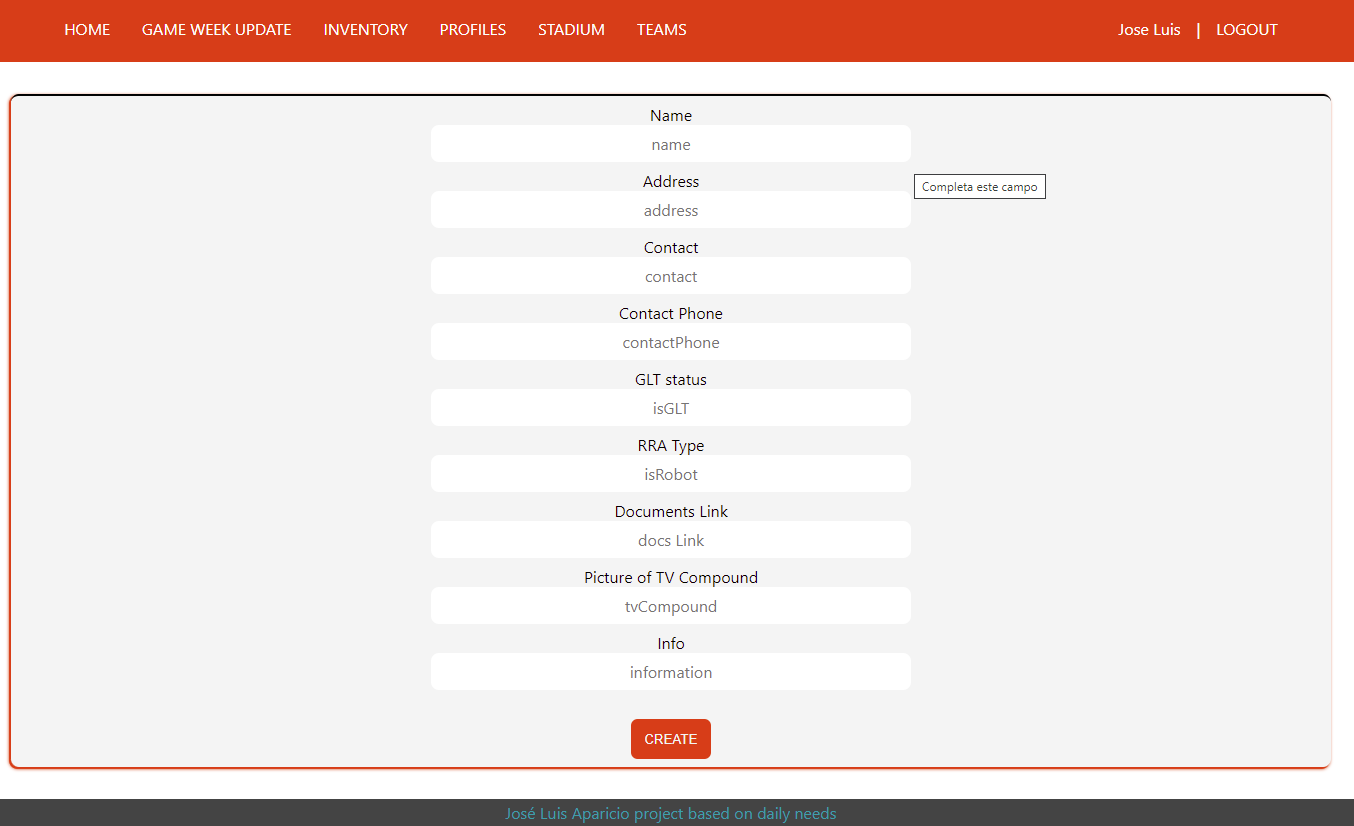 HOME GAME WEEK UPDATE INVENTORY PROFILES STADIUM TEAMS Jose Luis | LOGOUT
Name
name
Address
Completa este campo
address
Contact
contact
Contact Phone
contactPhone
GLT status
isGLT
RRA Type
isRobot
Documents Link
docs Link
Picture of TV Compound
tvCompound
Info
information
CREATE
José Luis Aparicio project based on daily needs